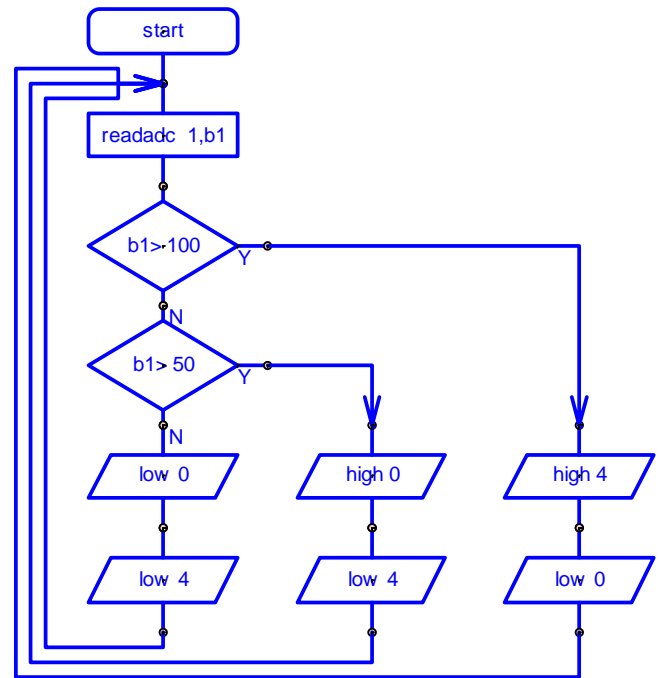 start
readadc 1,b1
b1> 100
Y
N
b1> 50
Y
N
low 0
high 0
high 4
low 4
low 4
low 0